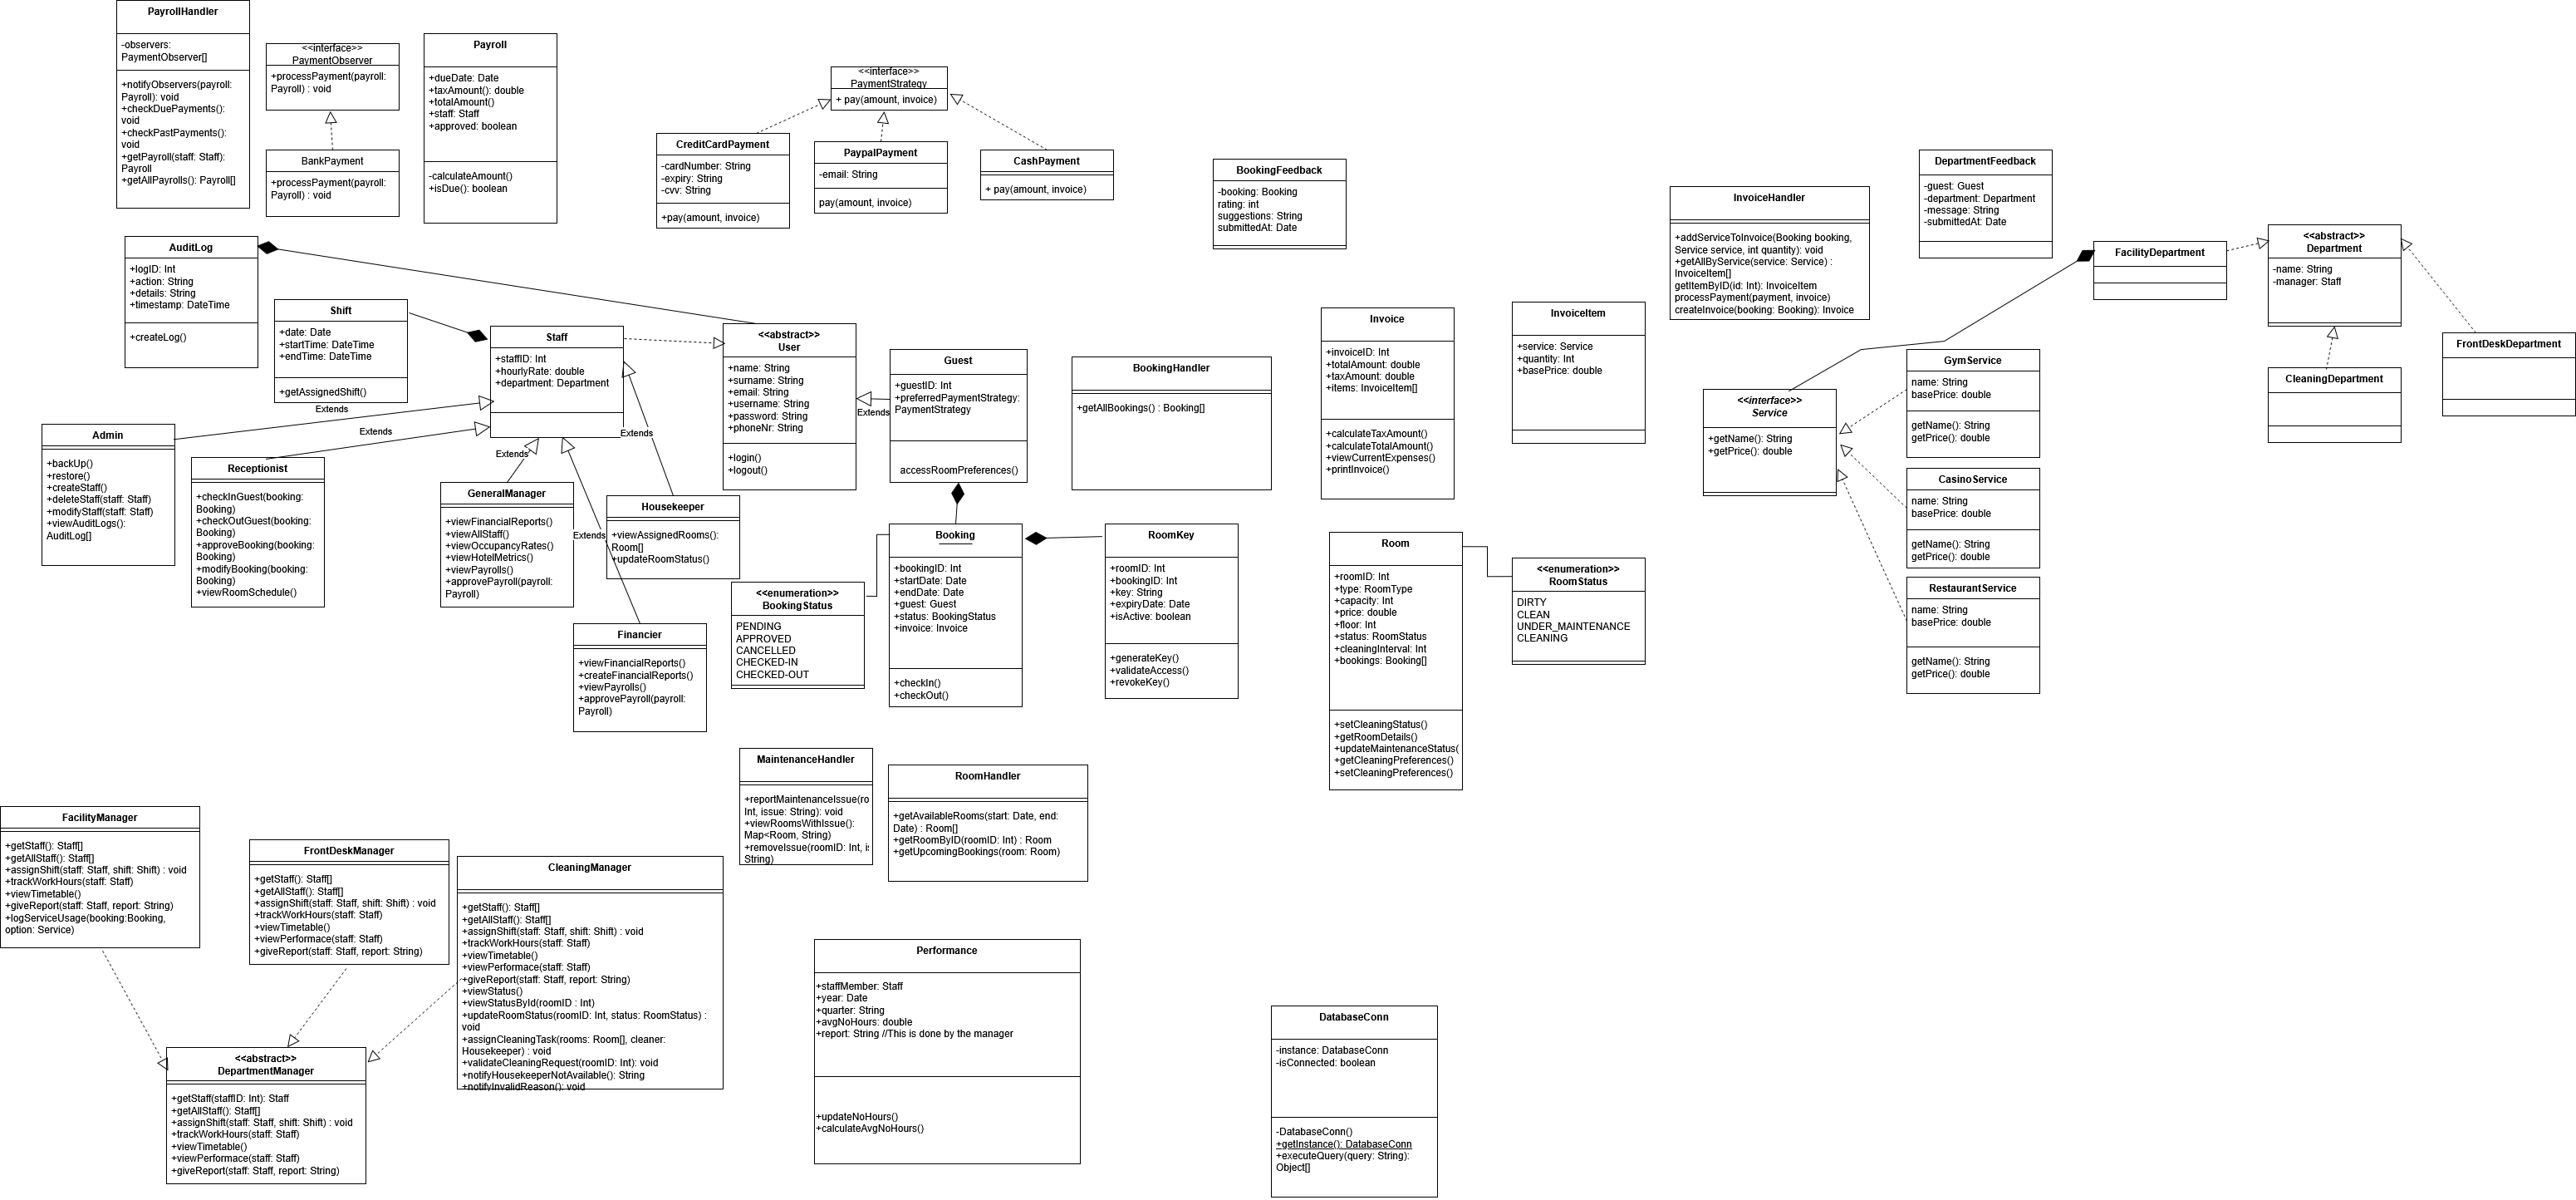 PayrollHandler
-observers:
PaymentObserver[]
+notifyObservers(payroll:
Payroll): void
+checkDuePayments():
void
+checkPastPayments():
void
+getPayroll(staff: Staff):
Payroll
+getAllPayrolls(): Payroll[]
<<interface>>
PaymentObserver
+processPayment(payroll:
Payroll) : void
BankPayment
+processPayment(payroll:
Payroll) : void
Payroll
+dueDate: Date
+taxAmount(): double
+totalAmount()
+staff: Staff
+approved: boolean
-calculateAmount()
+isDue(): boolean
<<interface>>
PaymentStrategy
+ pay(amount, invoice)
CreditCardPayment
-cardNumber: String
-expiry: String
-cvv: String
+pay(amount, invoice)
PaypalPayment
-email: String
pay(amount, invoice)
CashPayment
+ pay(amount, invoice)
BookingFeedback
-booking: Booking
rating: int
suggestions: String
submittedAt: Date
InvoiceHandler
+addServiceToInvoice(Booking booking,
Service service, int quantity): void
+getAllByService(service: Service) :
InvoiceItem[]
getItemByID(id: Int): InvoiceItem
processPayment(payment, invoice)
createInvoice(booking: Booking): Invoice
DepartmentFeedback
-guest: Guest
-department: Department
-message: String
-submittedAt: Date
FacilityDepartment
<<abstract>>
Department
-name: String
-manager: Staff
FrontDeskDepartment
CleaningDepartment
AuditLog
+logID: Int
+action: String
+details: String
+timestamp: DateTime
+createLog()
Shift
+date: Date
+startTime: DateTime
+endTime: DateTime
+getAssignedShift()
Staff
+staffID: Int
+hourlyRate: double
+department: Department
<<abstract>>
User
+name: String
+surname: String
+email: String
+username: String
+password: String
+phoneNr: String
+login()
+logout()
Extends
Guest
+guestID: Int
+preferredPaymentStrategy:
PaymentStrategy
accessRoomPreferences()
BookingHandler
+getAllBookings() : Booking[]
Invoice
+invoiceID: Int
+totalAmount: double
+taxAmount: double
+items: InvoiceItem[]
+calculateTaxAmount()
+calculateTotalAmount()
+viewCurrentExpenses()
+printInvoice()
InvoiceItem
+service: Service
+quantity: Int
+basePrice: double
<<interface>>
Service
+getName(): String
+getPrice(): double
GymService
name: String
basePrice: double
getName(): String
getPrice(): double
CasinoService
name: String
basePrice: double
getName(): String
getPrice(): double
RestaurantService
name: String
basePrice: double
getName(): String
getPrice(): double
Extends
Extends
Extends
Extends
Extends
Admin
+backUp()
+restore()
+createStaff()
+deleteStaff(staff: Staff)
+modifyStaff(staff: Staff)
+viewAuditLogs():
AuditLog[]
Receptionist
+checkInGuest(booking:
Booking)
+checkOutGuest(booking:
Booking)
+approveBooking(booking:
Booking)
+modifyBooking(booking:
Booking)
+viewRoomSchedule()
GeneralManager
+viewFinancialReports()
+viewAllStaff()
+viewOccupancyRates()
+viewHotelMetrics()
+viewPayrolls()
+approvePayroll(payroll:
Payroll)
Housekeeper
+viewAssignedRooms():
Room[]
+updateRoomStatus()
Financier
+viewFinancialReports()
+createFinancialReports()
+viewPayrolls()
+approvePayroll(payroll:
Payroll)
<<enumeration>>
BookingStatus
PENDING
APPROVED
CANCELLED
CHECKED-IN
CHECKED-OUT
Booking
+bookingID: Int
+startDate: Date
+endDate: Date
+guest: Guest
+status: BookingStatus
+invoice: Invoice
+checkIn()
+checkOut()
RoomKey
+roomID: Int
+bookingID: Int
+key: String
+expiryDate: Date
+isActive: boolean
+generateKey()
+validateAccess()
+revokeKey()
Room
+roomID: Int
+type: RoomType
+capacity: Int
+price: double
+floor: Int
+status: RoomStatus
+cleaningInterval: Int
+bookings: Booking[]
+setCleaningStatus()
+getRoomDetails()
+updateMaintenanceStatus(
+getCleaningPreferences()
+setCleaningPreferences()
<<enumeration>>
RoomStatus
DIRTY
CLEAN
UNDER_MAINTENANCE
CLEANING
MaintenanceHandler
+reportMaintenanceIssue(ro
Int, issue: String): void
+viewRoomsWithIssue():
Map<Room, String)
+removeIssue(roomID: Int, is
String)
RoomHandler
+getAvailableRooms(start: Date, end:
Date) : Room[]
+getRoomByID(roomID: Int) : Room
+getUpcomingBookings(room: Room)
FacilityManager
+getStaff(): Staff[]
+getAllStaff(): Staff[]
+assignShift(staff: Staff, shift: Shift) : void
+trackWorkHours(staff: Staff)
+viewTimetable()
+giveReport(staff: Staff, report: String)
+logServiceUsage(booking:Booking,
option: Service)
FrontDeskManager
+getStaff(): Staff[]
+getAllStaff(): Staff[]
+assignShift(staff: Staff, shift: Shift) : void
+trackWorkHours(staff: Staff)
+viewTimetable()
+viewPerformace(staff: Staff)
+giveReport(staff: Staff, report: String)
CleaningManager
+getStaff(): Staff[]
+getAllStaff(): Staff[]
+assignShift(staff: Staff, shift: Shift) : void
+trackWorkHours(staff: Staff)
+viewTimetable()
+viewPerformace(staff: Staff)
+giveReport(staff: Staff, report: String)
+viewStatus()
+viewStatusById(roomID : Int)
+updateRoomStatus(roomID: Int, status: RoomStatus) :
void
+assignCleaningTask(rooms: Room[], cleaner:
Housekeeper) : void
+validateCleaningRequest(roomID: Int): void
+notifyHousekeeperNotAvailable(): String
+notifyInvalidReason(): void
<<abstract>>
DepartmentManager
+getStaff(staffID: Int): Staff
+getAllStaff(): Staff[]
+assignShift(staff: Staff, shift: Shift) : void
+trackWorkHours(staff: Staff)
+viewTimetable()
+viewPerformace(staff: Staff)
+giveReport(staff: Staff, report: String)
Performance
+staffMember: Staff
+year: Date
+quarter: String
+avgNoHours: double
+report: String //This is done by the manager
+updateNoHours()
+calculateAvgNoHours()
DatabaseConn
-instance: DatabaseConn
-isConnected: boolean
-DatabaseConn()
+getInstance(): DatabaseConn
+executeQuery(query: String):
Object[]